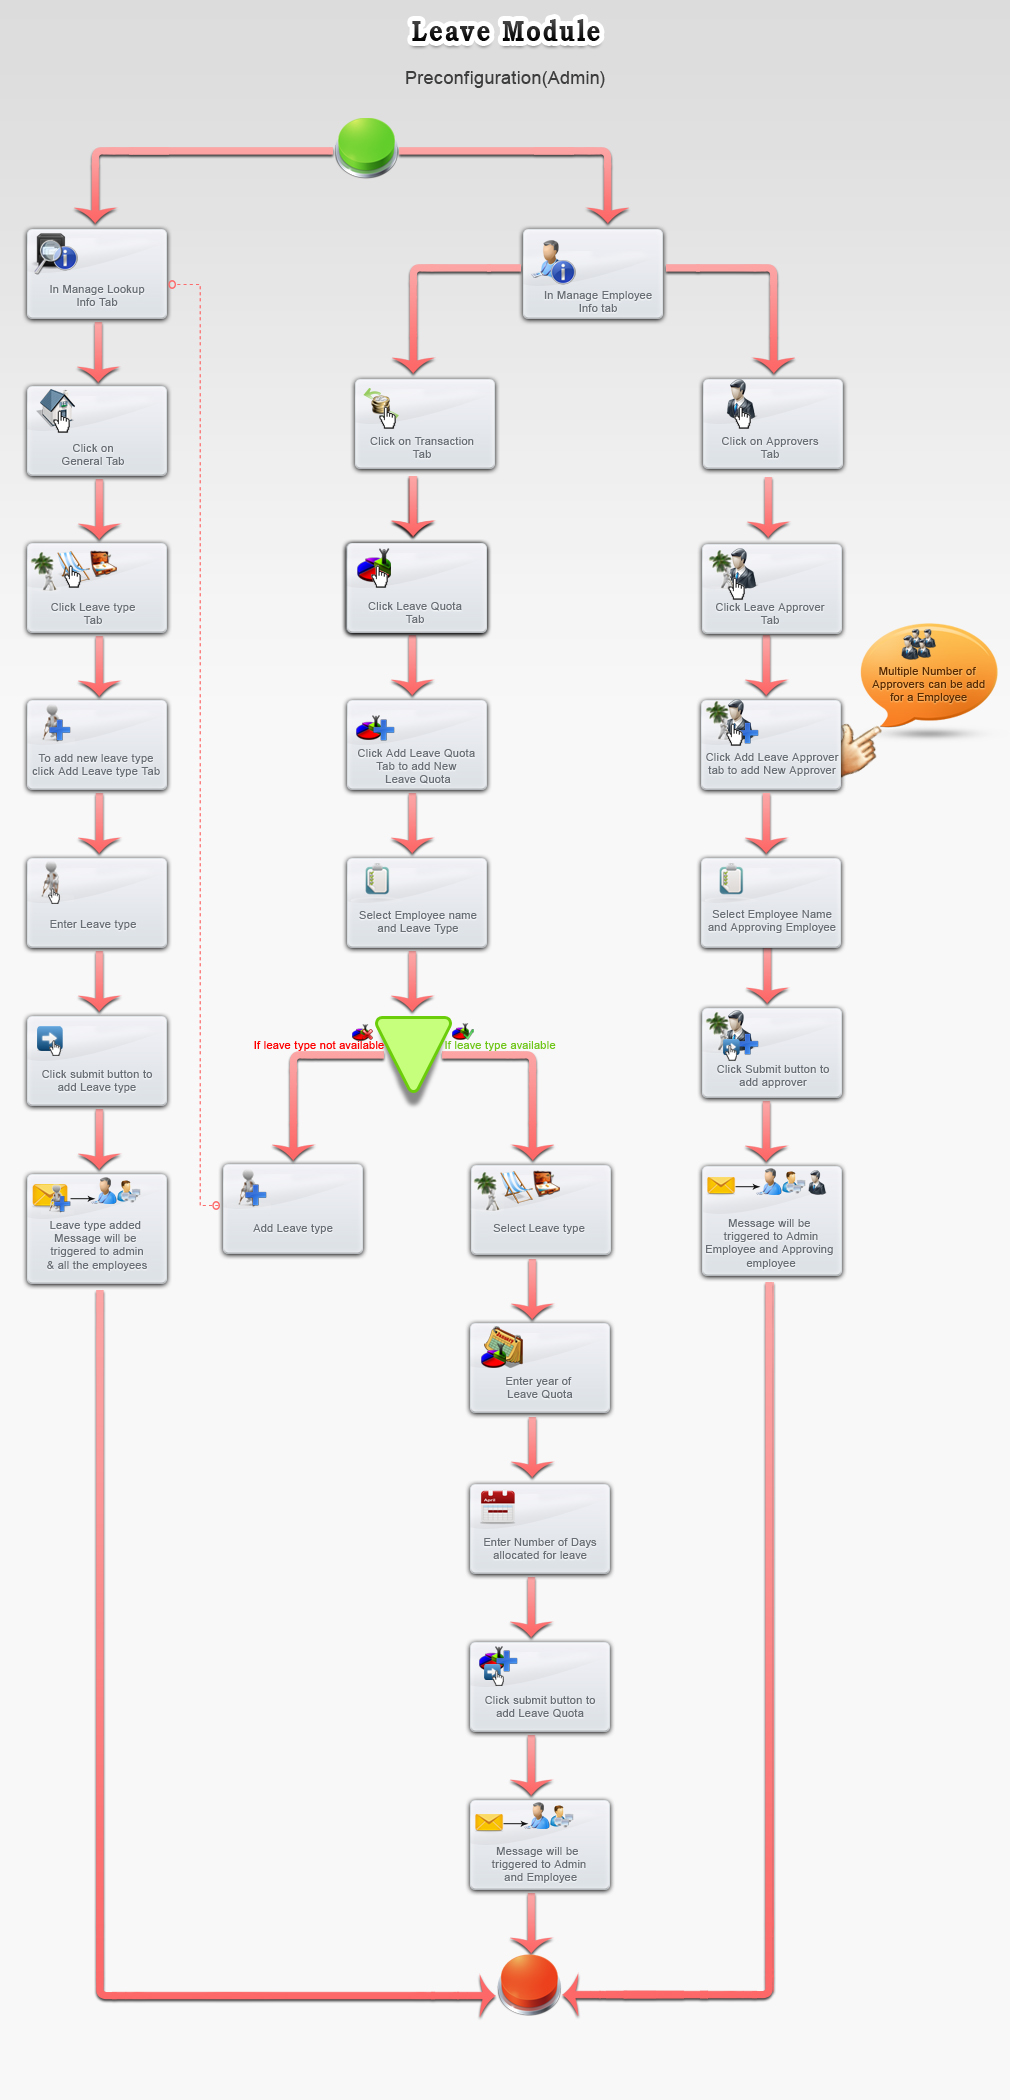 Leave Module
Preconfiguration(Admin)
In Manage Lookup
Info Tab
In Manage Employee
Info tab
Click on
General Tab
Click on Transaction
Tab
Click on Approvers
Tab
Click Leave type
Tab
Click Leave Quota
Tab
Click Leave Approver
Tab
Multiple Number of
Approvers can be add
for a Employee
To add new leave type
click Add Leave type Tab
Click Add Leave Quota
Tab to add New
Leave Quota
Click Add Leave Approver
tab to add New Approver
Enter Leave type
Select Employee name
and Leave Type
Select Employee Name
and Approving Employee
If leave type not available
If leave type available
Click submit button to
add Leave type
Click Submit button to
add approver
Leave type added
Message will be
triggered to admin
& all the employees
Add Leave type
Select Leave type
Message will be
triggered to Admin
Employee and Approving
employee
January
Enter year of
Leave Quota
April
Enter Number of Days
allocated for leave
Click submit button to
add Leave Quota
Message will be
triggered to Admin
and Employee